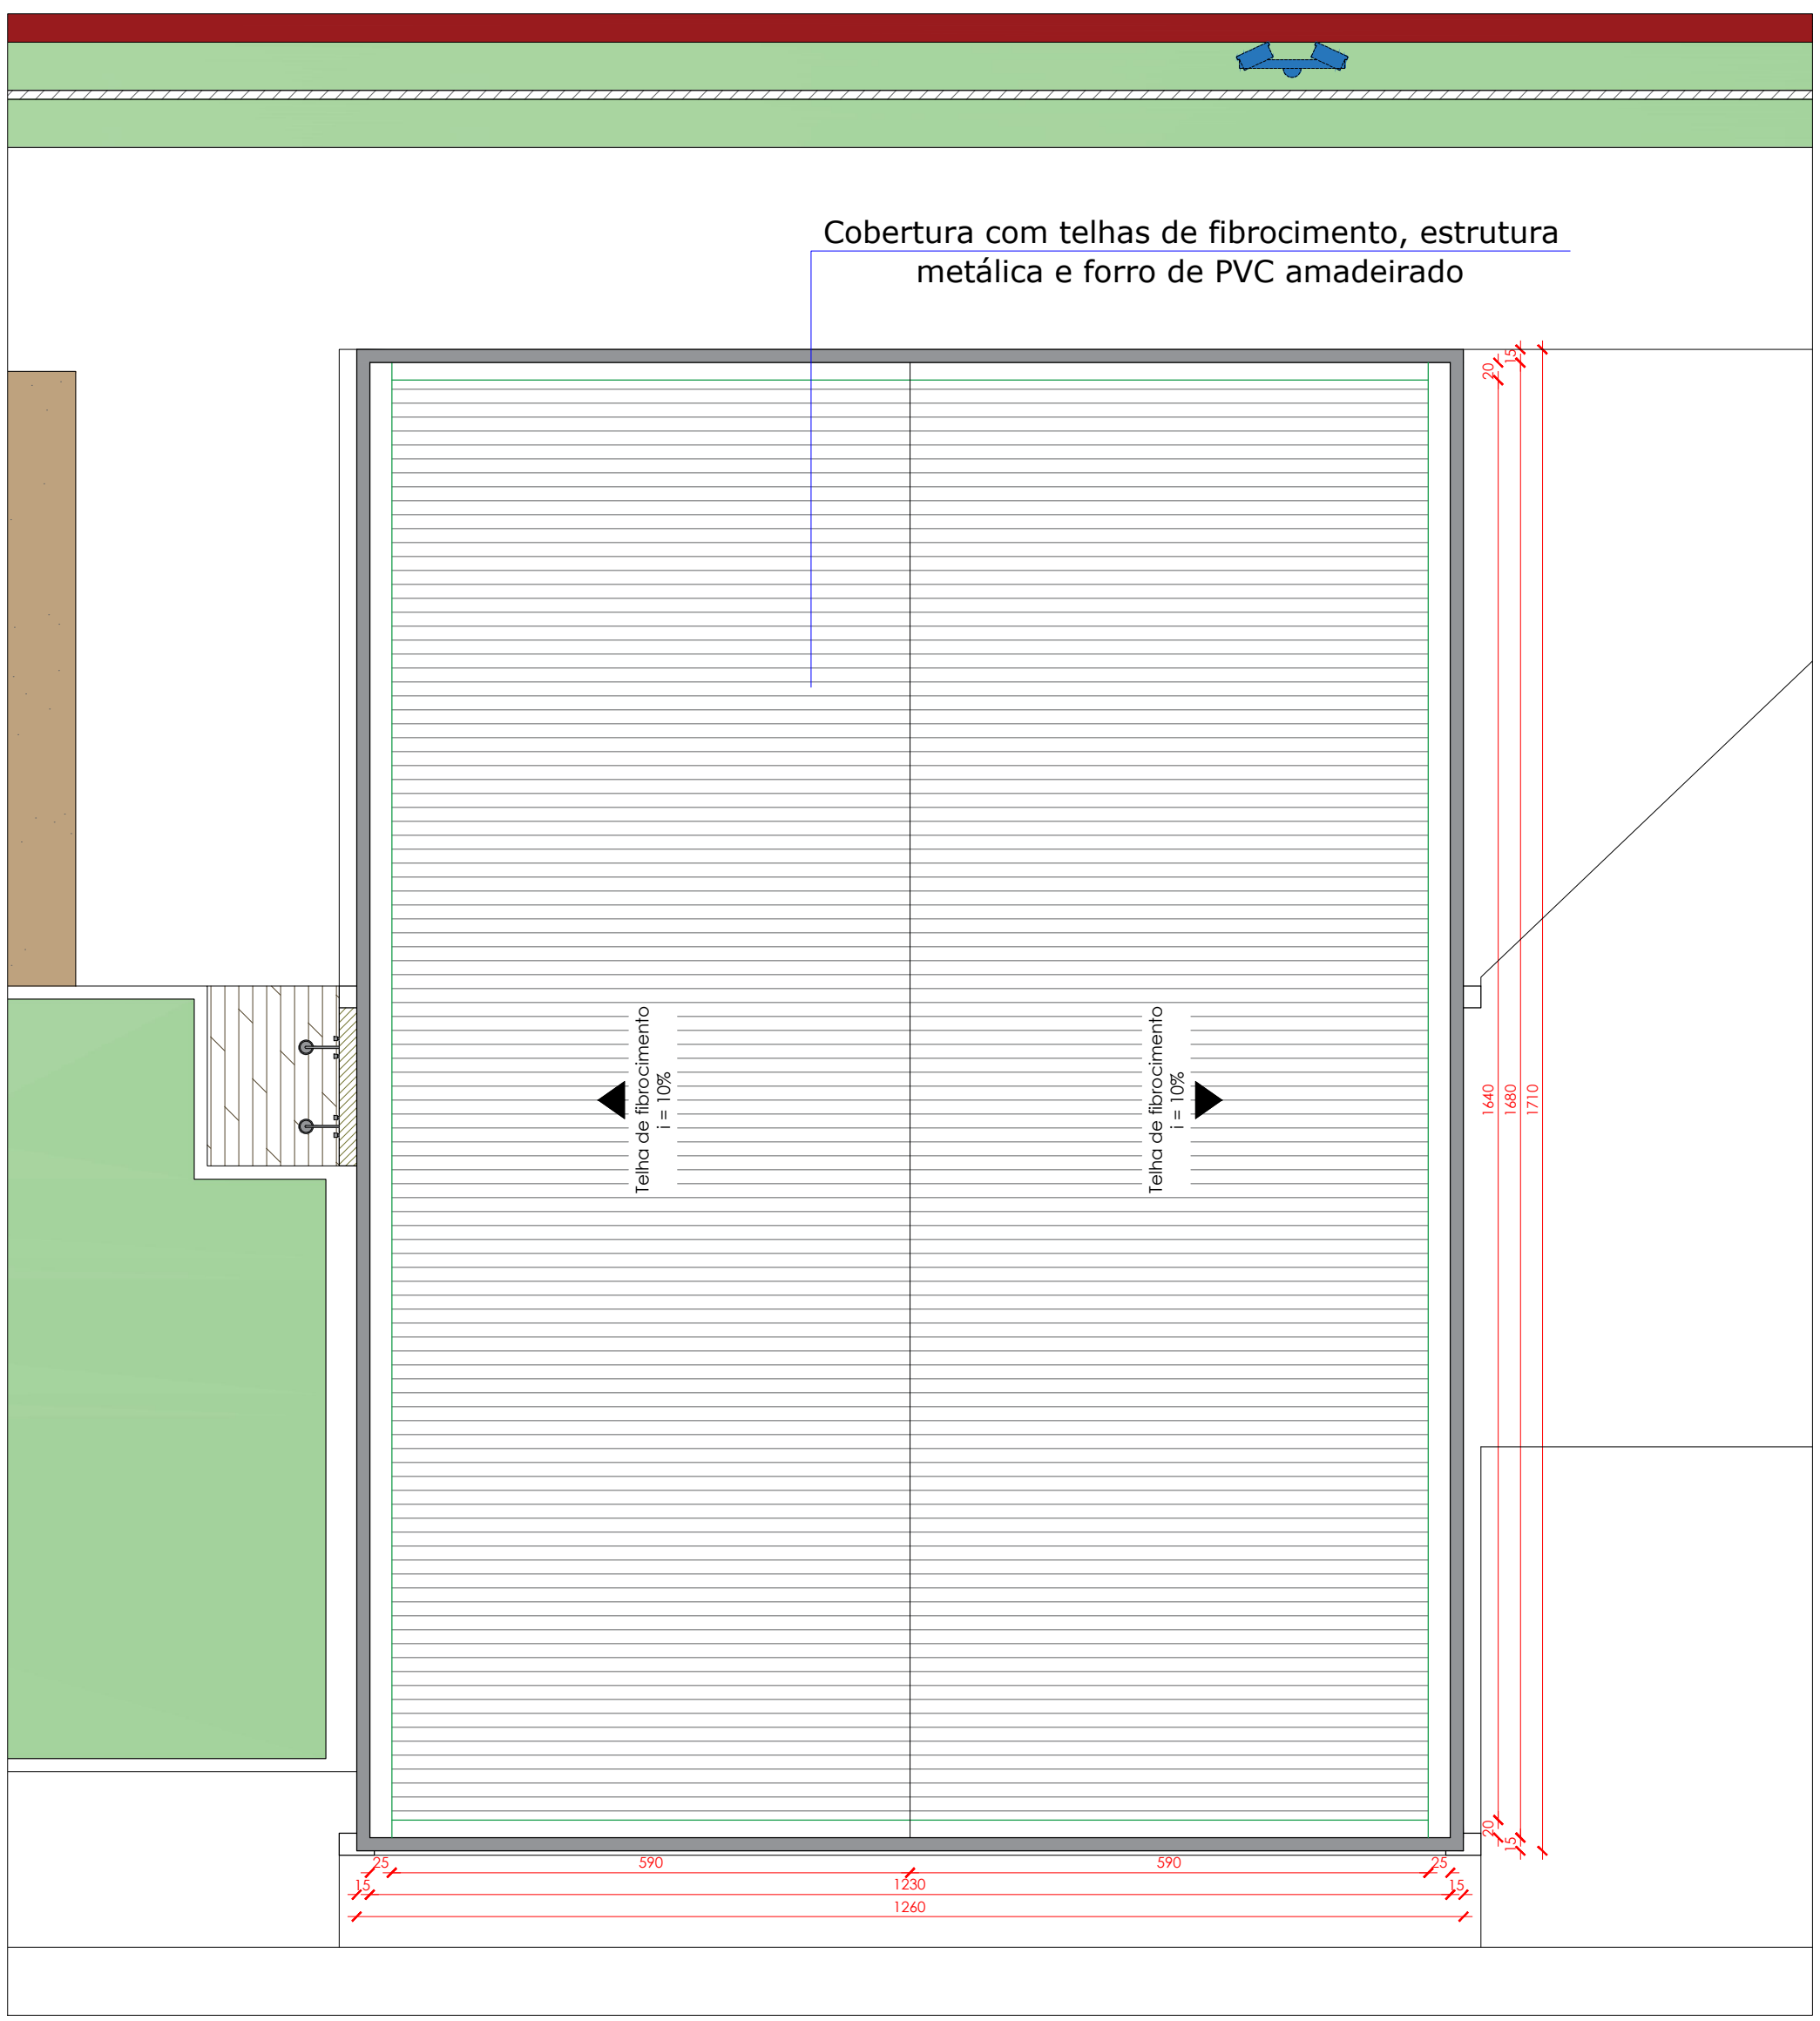 Cobertura com telhas de fibrocimento, estrutura
metálica e forro de PVC amadeirado
15
20
Telha de fibrocimento
i = 10%
Telha de fibrocimento
i = 10%
1640
1680
1710
20
15
25
590
590
25
15
1230
15
1260